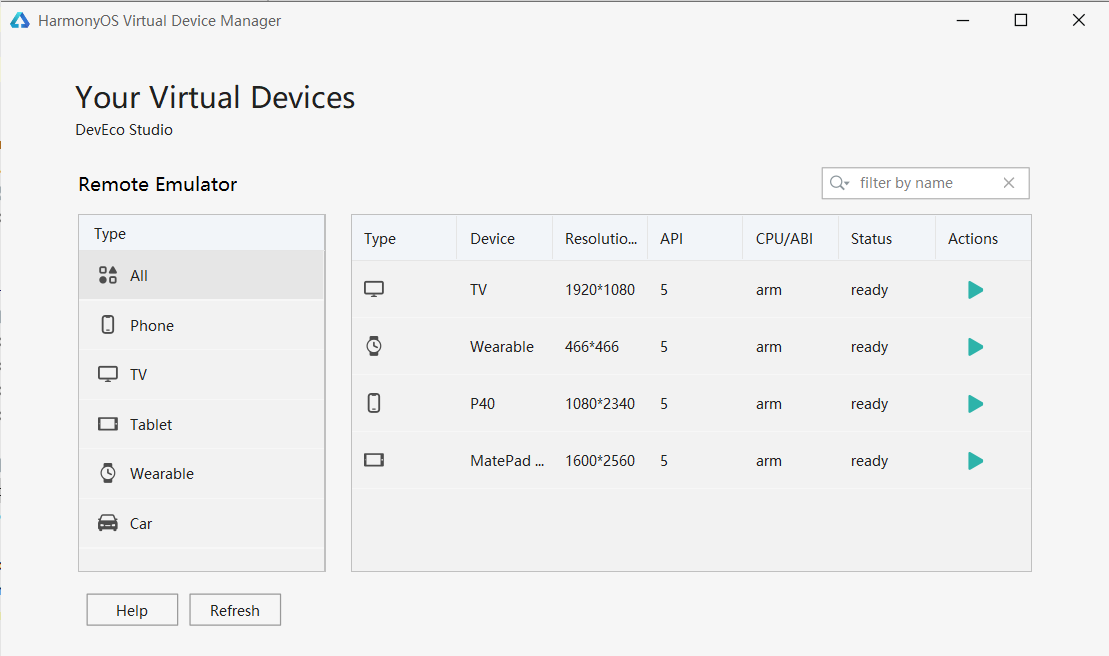 HarmonyOS Virtual Device Manager
Your Virtual Devices
DevEco Studio
Remote Emulator
filter by name
Type
All
Phone
TV
Tablet
Wearable
Car
Type Device Resolutio... API CPU/ABI Status Actions
TV 1920*1080 5 arm ready
Wearable 466*466 5 arm ready
P40 1080*2340 5 arm ready
MatePad ... 1600*2560 5 arm ready
Help Refresh